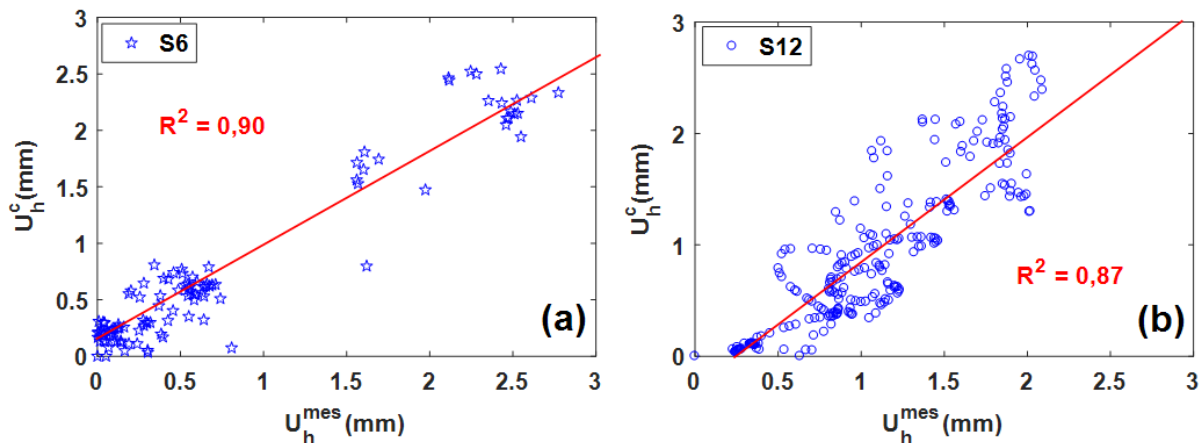 S6
R² = 0,90
(a)
3
2.5
2
1.5
1
0.5
0
U_h^c (mm)
0 0.5 1 1.5 2 2.5 3
U_h^mes (mm)
S12
R² = 0,87
(b)
3
2
1
0
U_h^c (mm)
0 0.5 1 1.5 2 2.5 3
U_h^mes (mm)